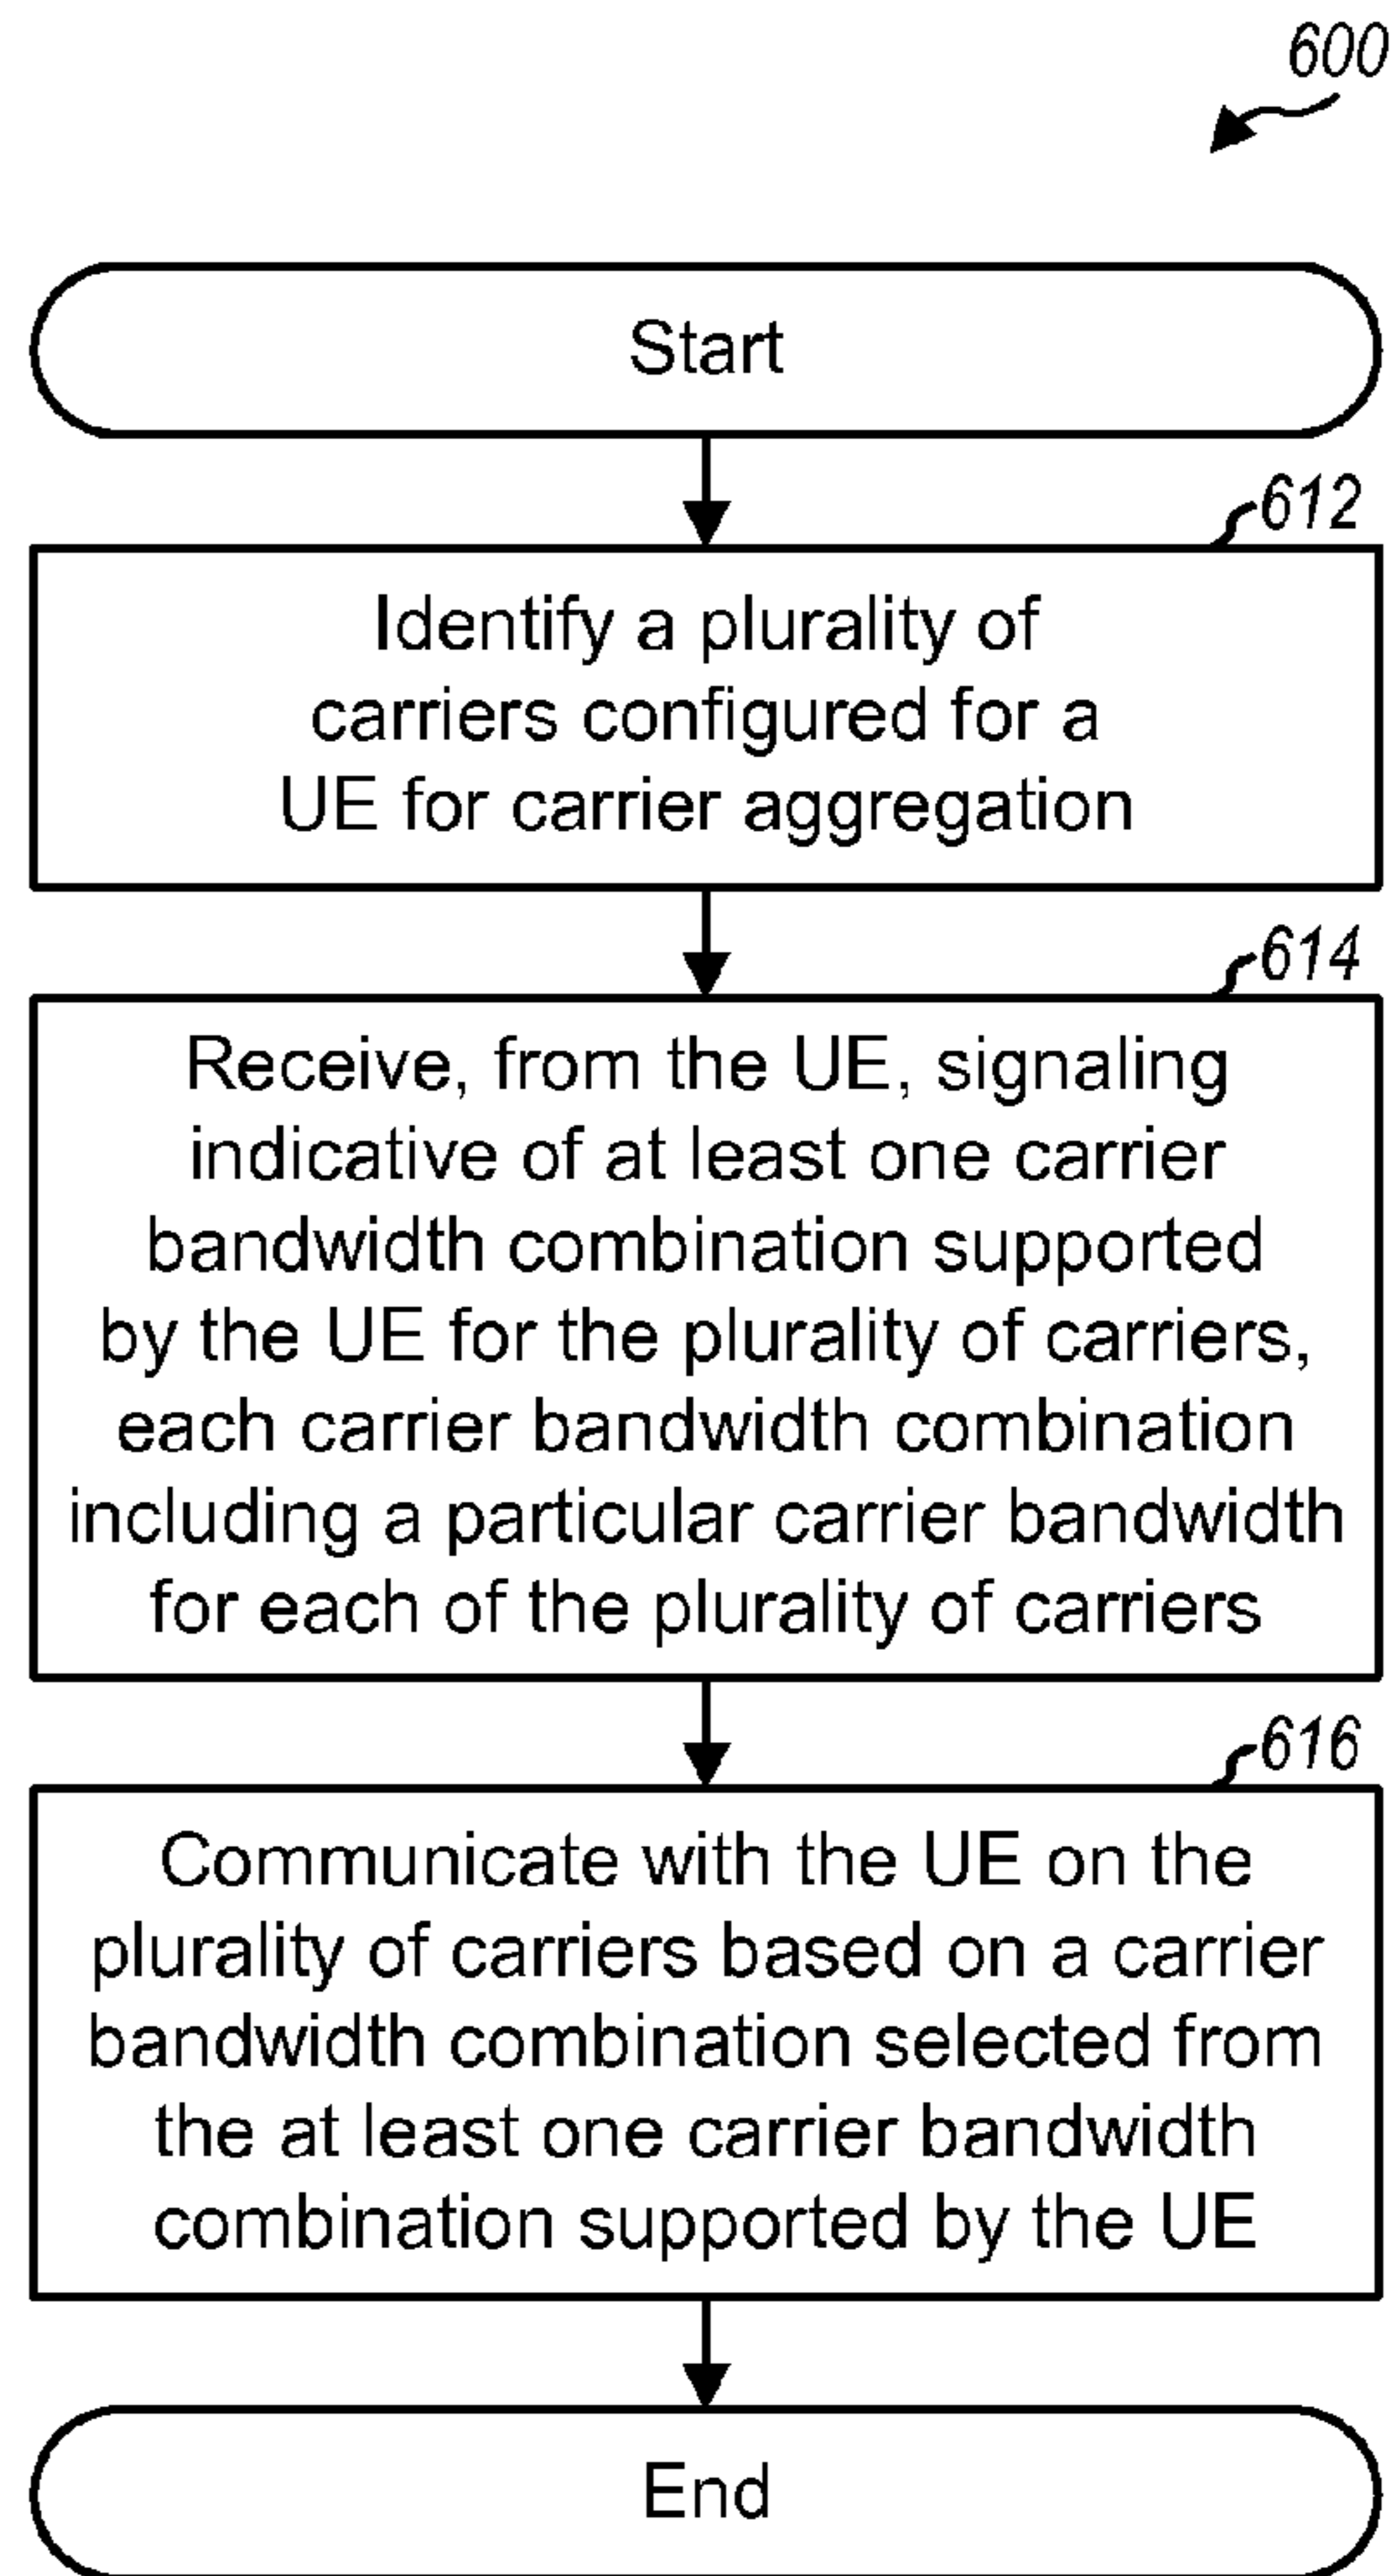 600
Start
612
Identify a plurality of
carriers configured for a
UE for carrier aggregation
614
Receive, from the UE, signaling
indicative of at least one carrier
bandwidth combination supported
by the UE for the plurality of carriers,
each carrier bandwidth combination
including a particular carrier bandwidth
for each of the plurality of carriers
616
Communicate with the UE on the
plurality of carriers based on a carrier
bandwidth combination selected from
the at least one carrier bandwidth
combination supported by the UE
End